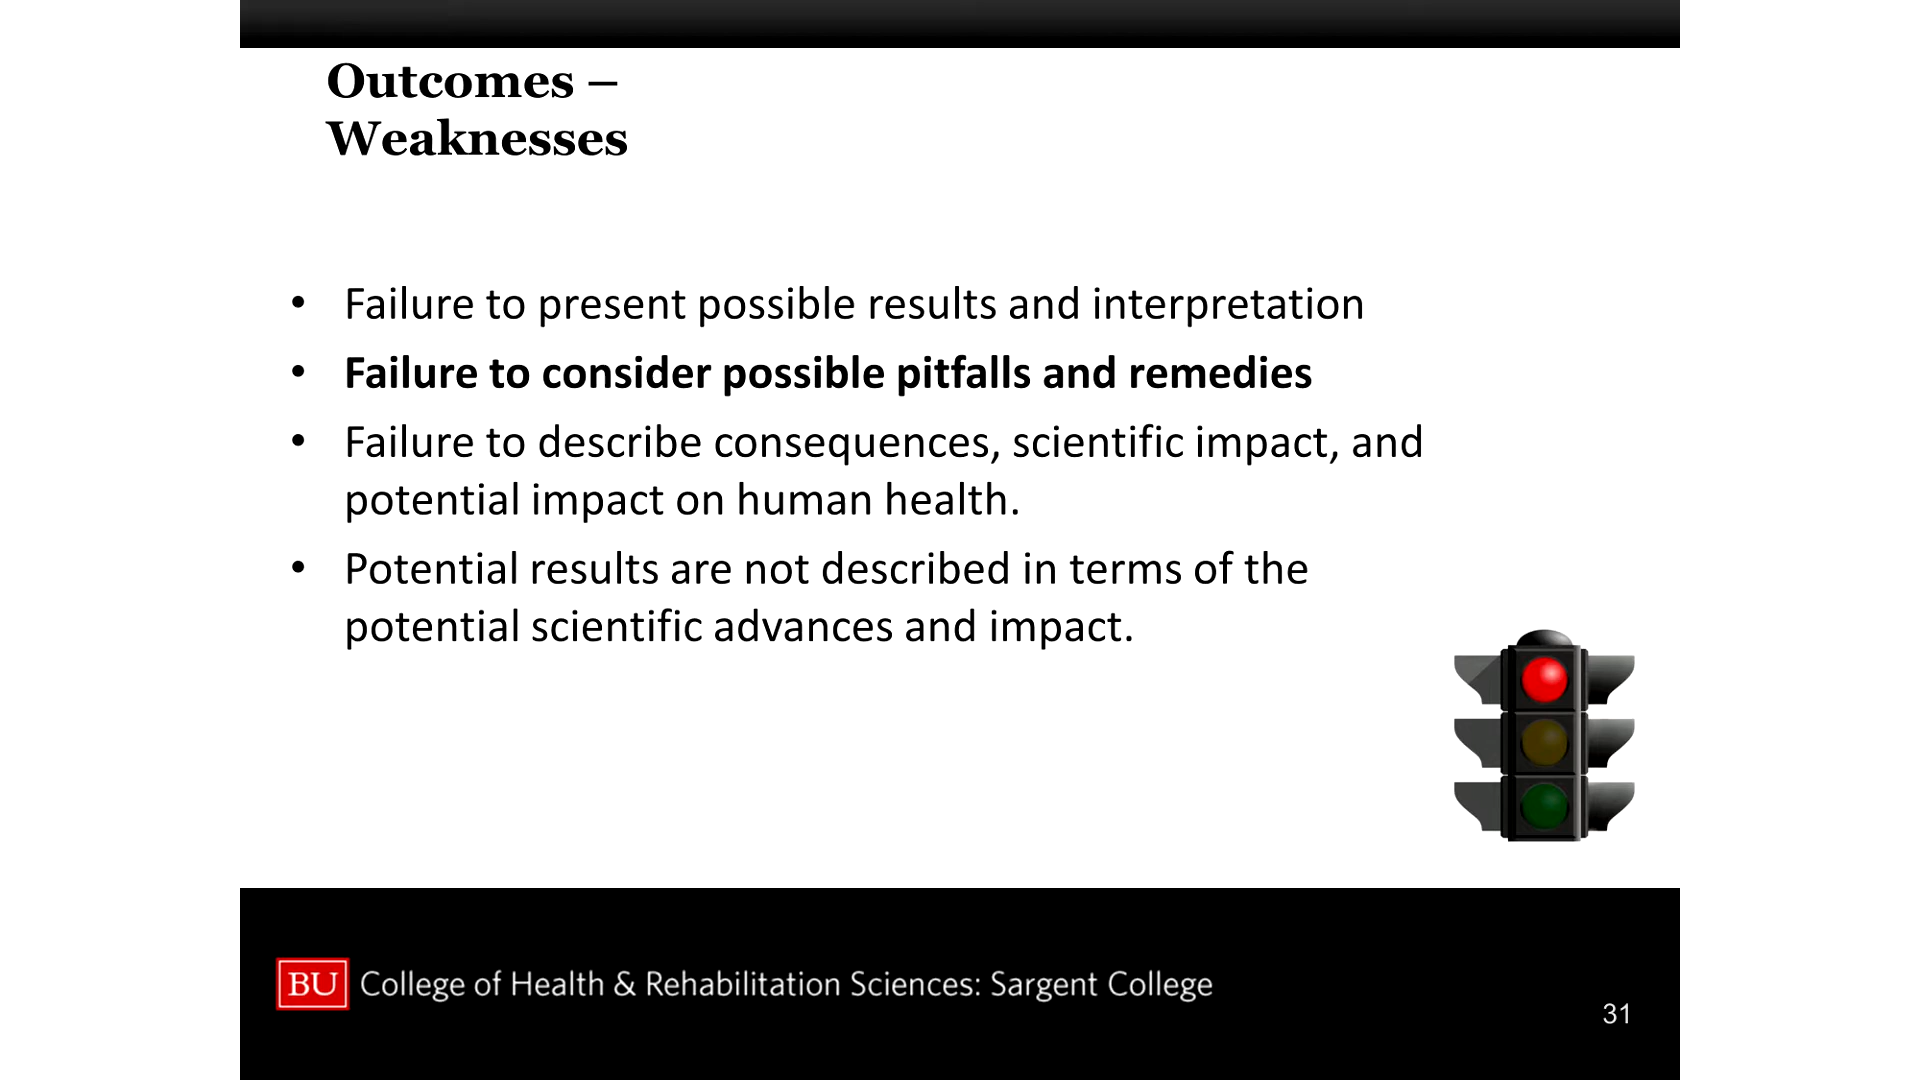 Outcomes –
Weaknesses
• Failure to present possible results and interpretation
• Failure to consider possible pitfalls and remedies
• Failure to describe consequences, scientific impact, and
potential impact on human health.
• Potential results are not described in terms of the
potential scientific advances and impact.
BU College of Health & Rehabilitation Sciences: Sargent College
31